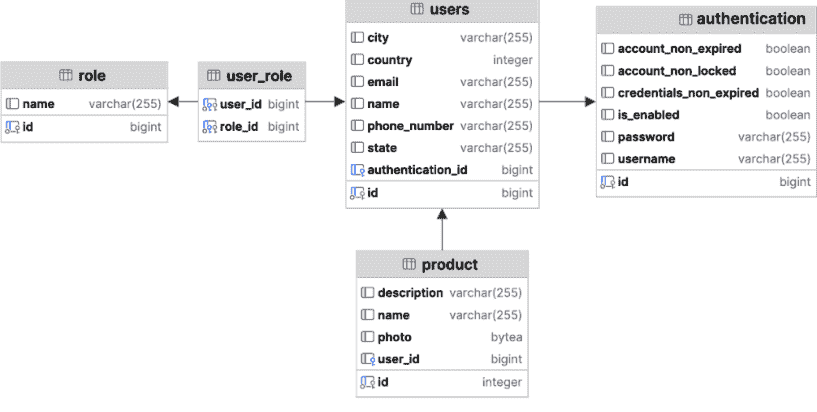 users
city varchar(255)
country integer
email varchar(255)
name varchar(255)
phone_number varchar(255)
state varchar(255)
authentication_id bigint
id bigint
authentication
account_non_expired boolean
account_non_locked boolean
credentials_non_expired boolean
is_enabled boolean
password varchar(255)
username varchar(255)
id bigint
role
name varchar(255)
id bigint
user_role
user_id bigint
role_id bigint
product
description varchar(255)
name varchar(255)
photo bytea
user_id bigint
id integer